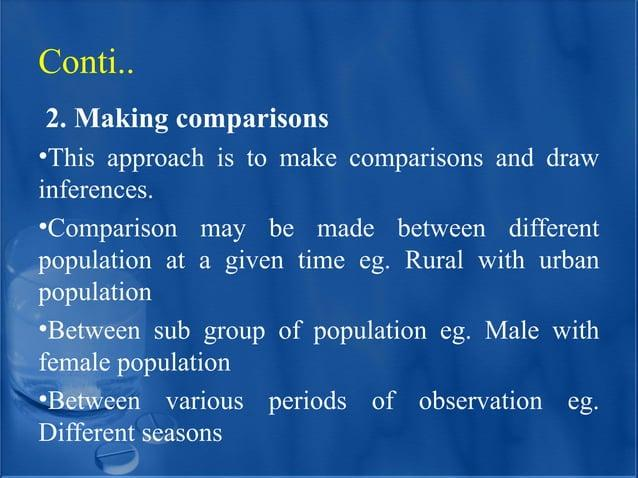 Conti..
2. Making comparisons
•This approach is to make comparisons and draw
inferences.
•Comparison may be made between different
population at a given time eg. Rural with urban
population
•Between sub group of population eg. Male with
female population
•Between various periods of observation eg.
Different seasons